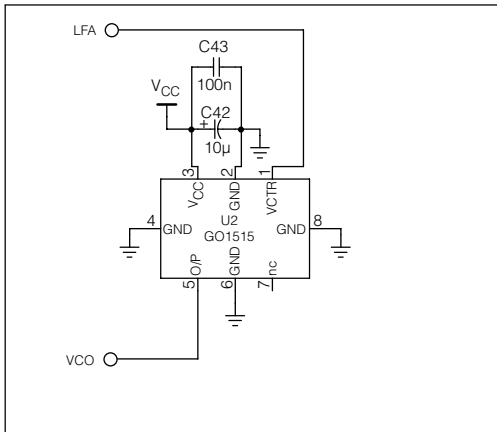 LFA
C43
100n
VCC
C42
+
10µ
3
2
1
VCC
GND
VCTR
U2
GO1515
4
GND
GND
8
O/P
GND
nc
5
6
7
VCO